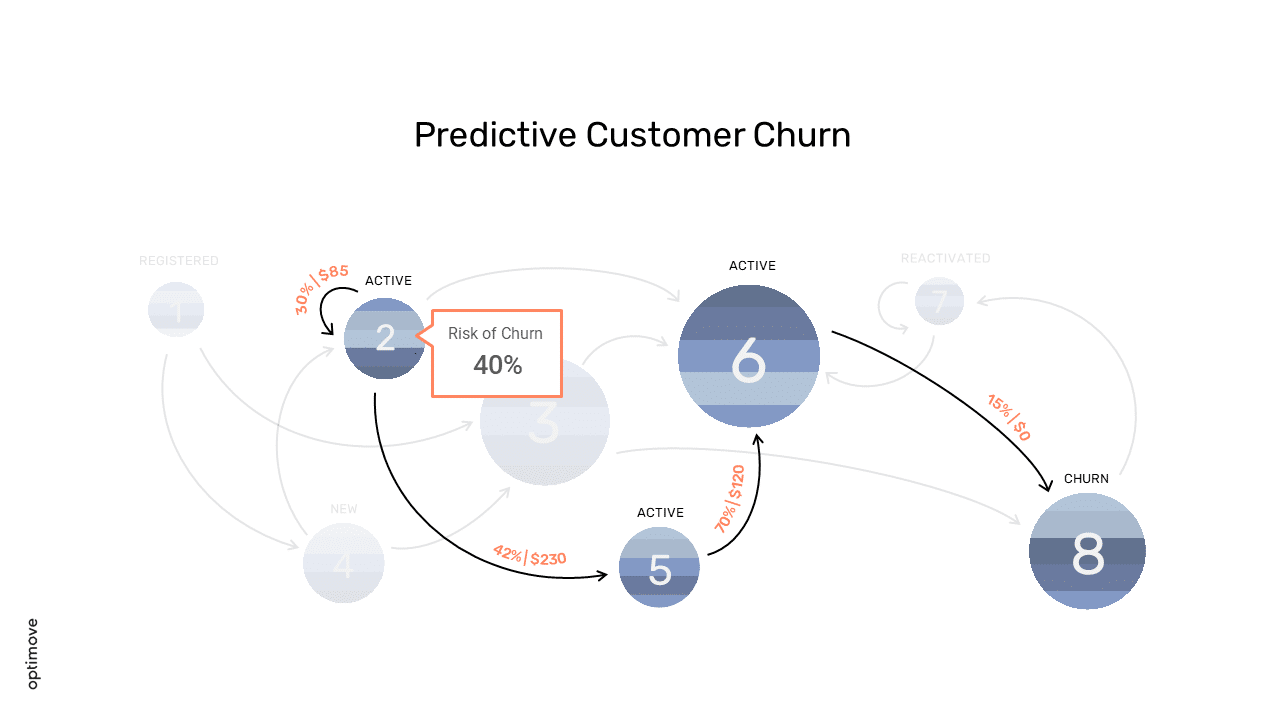 Predictive Customer Churn
REGISTERED
1
30%|$85
ACTIVE
2
Risk of Churn
40%
3
NEW
4
42%|$230
ACTIVE
5
70%|$120
ACTIVE
6
REACTIVATED
7
15%|$0
CHURN
8
optimove